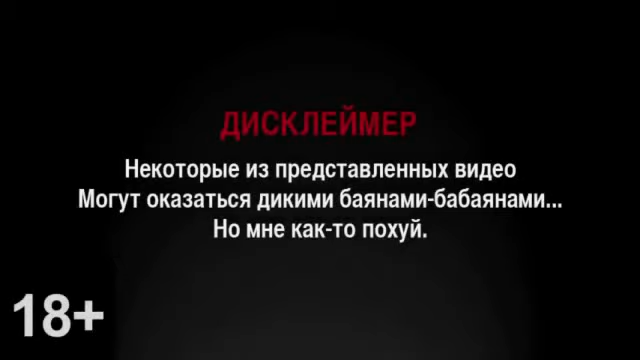 ДИСКЛЕЙМЕР
Некоторые из представленных видео
Могут оказаться дикими баянами-бабаянами...
Но мне как-то похуй.
18+